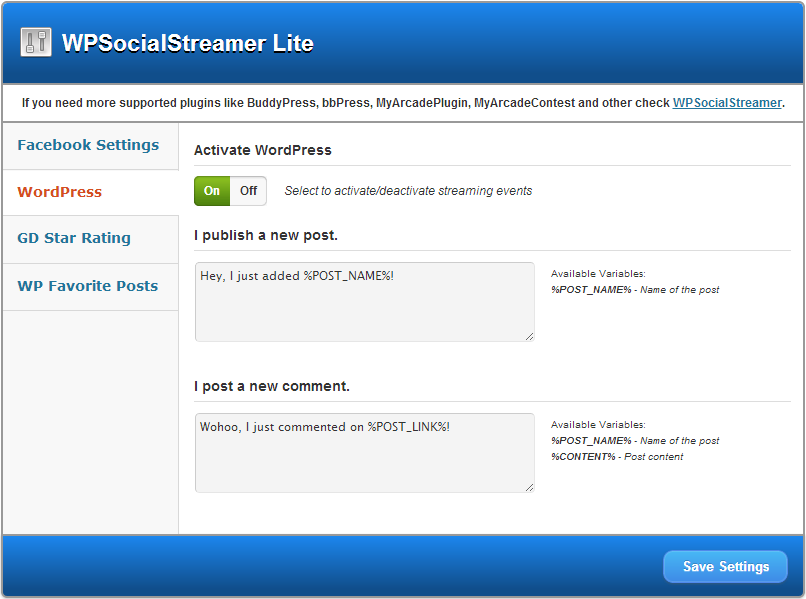 WPSocialStreamer Lite
If you need more supported plugins like BuddyPress, bbPress, MyArcadePlugin, MyArcadeContest and other check WPSocialStreamer.
Facebook Settings
WordPress
GD Star Rating
WP Favorite Posts
Activate WordPress
On Off Select to activate/deactivate streaming events
I publish a new post.
Hey, I just added %POST_NAME%!
Available Variables:
%POST_NAME% - Name of the post
I post a new comment.
Wohoo, I just commented on %POST_LINK%!
Available Variables:
%POST_NAME% - Name of the post
%CONTENT% - Post content
Save Settings